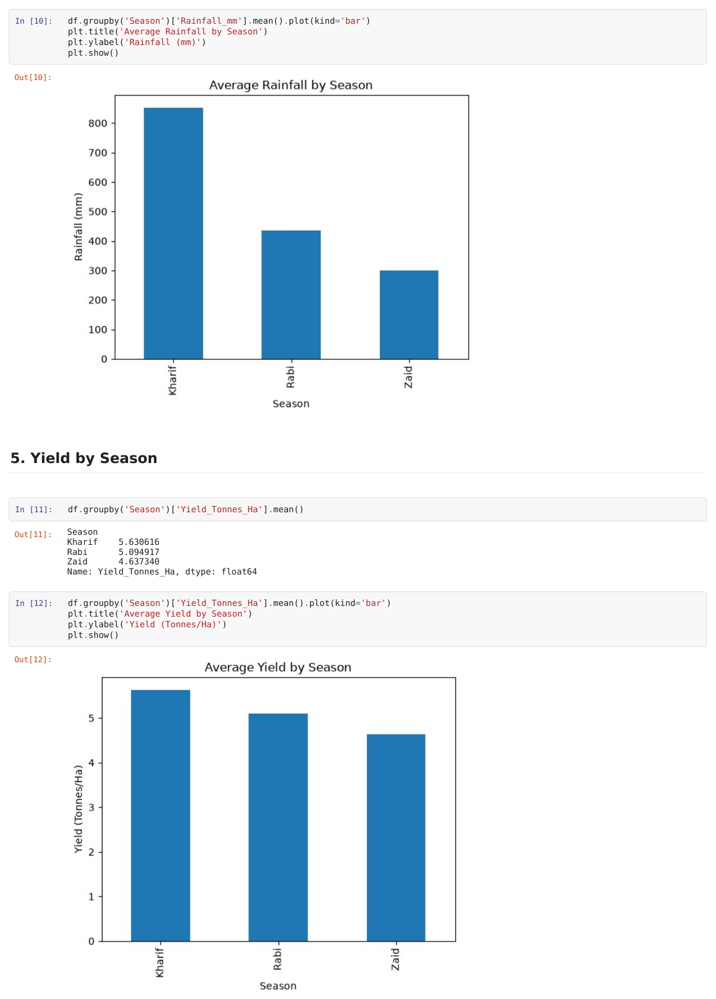 In [10]: df.groupby('Season')['Rainfall_mm'].mean().plot(kind='bar')
plt.title('Average Rainfall by Season')
plt.ylabel('Rainfall (mm)')
plt.show()
Out[10]:
Average Rainfall by Season
800
700
600
500
400
300
200
100
0
Rainfall (mm)
Kharif Rabi Zaid
Season
5. Yield by Season
In [11]: df.groupby('Season')['Yield_Tonnes_Ha'].mean()
Out[11]: Season
Kharif    5.630616
Rabi      5.094917
Zaid      4.637340
Name: Yield_Tonnes_Ha, dtype: float64
In [12]: df.groupby('Season')['Yield_Tonnes_Ha'].mean().plot(kind='bar')
plt.title('Average Yield by Season')
plt.ylabel('Yield (Tonnes/Ha)')
plt.show()
Out[12]:
Average Yield by Season
5
4
3
2
1
0
Yield (Tonnes/Ha)
Kharif Rabi Zaid
Season